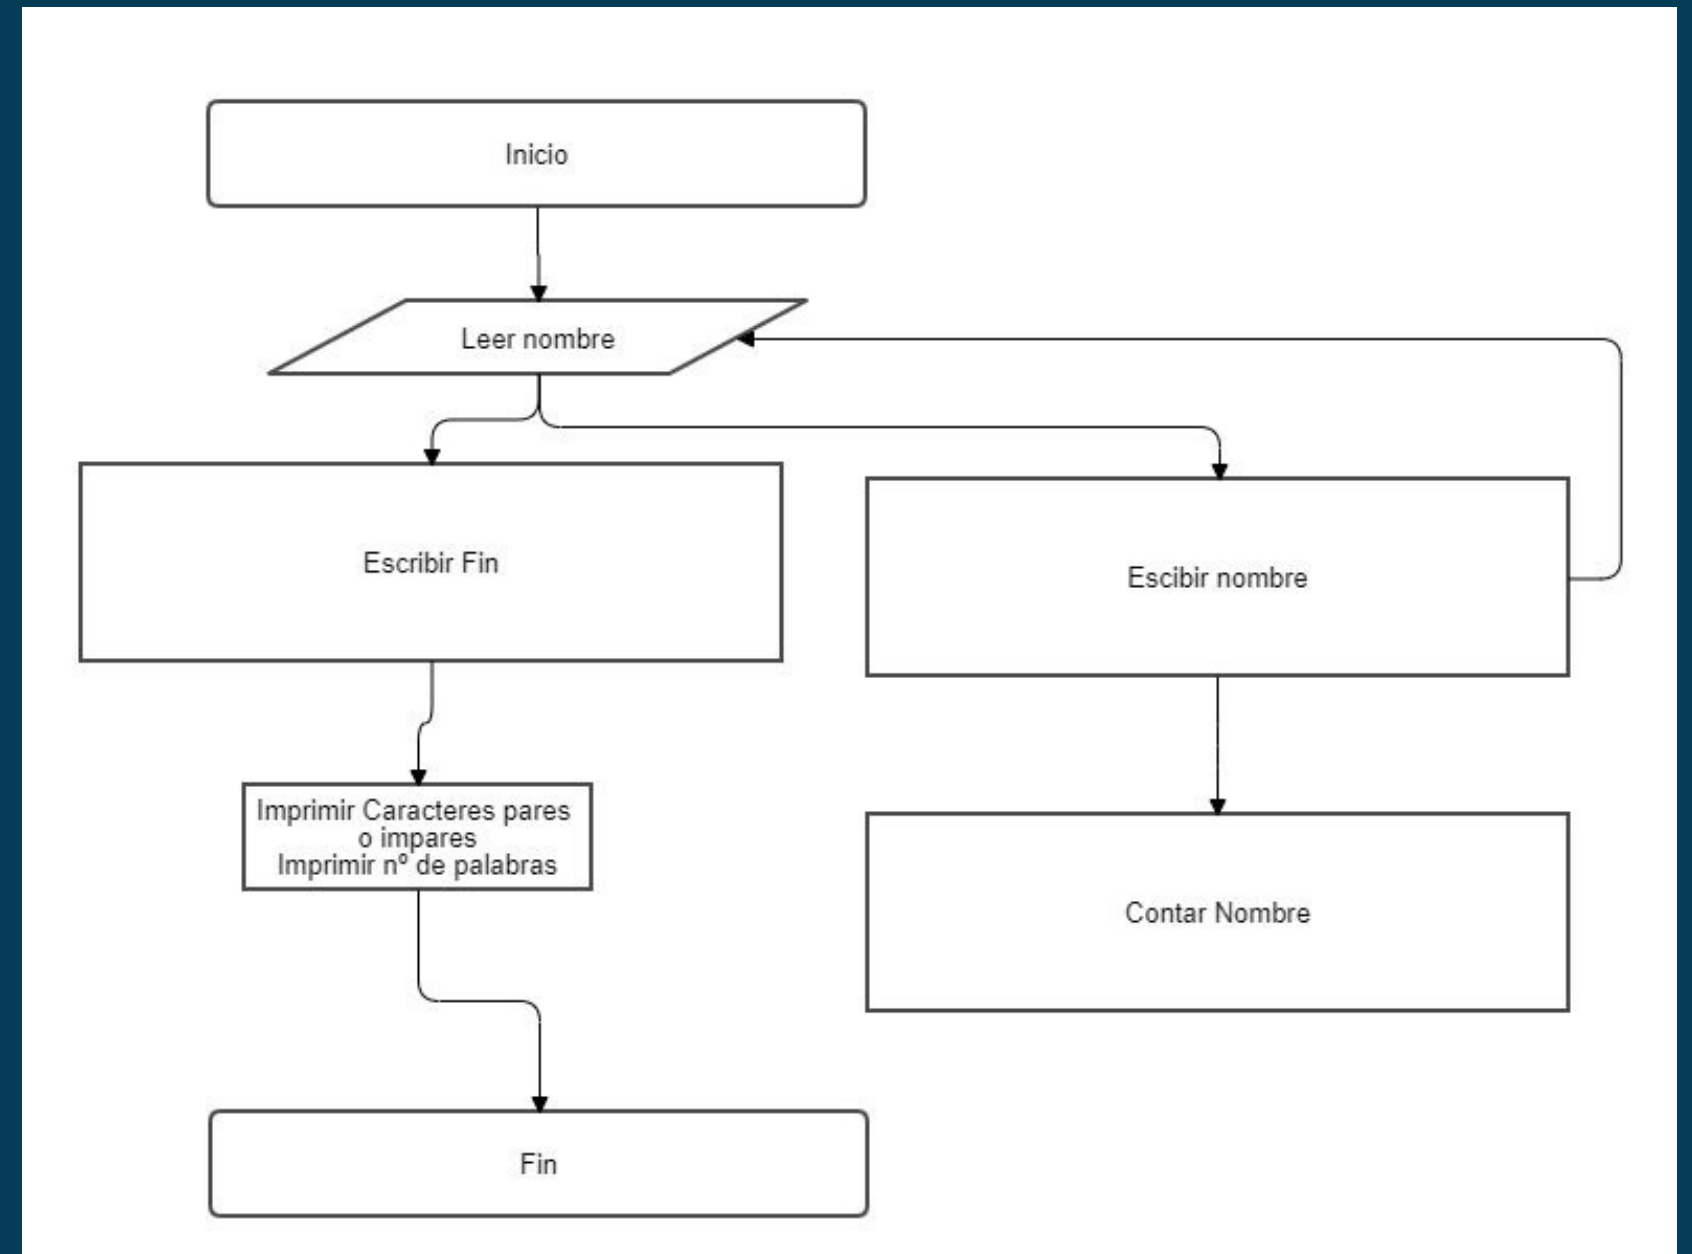 Inicio
Leer nombre
Escribir Fin
Escibir nombre
Imprimir Caracteres pares
o impares
Imprimir nº de palabras
Contar Nombre
Fin